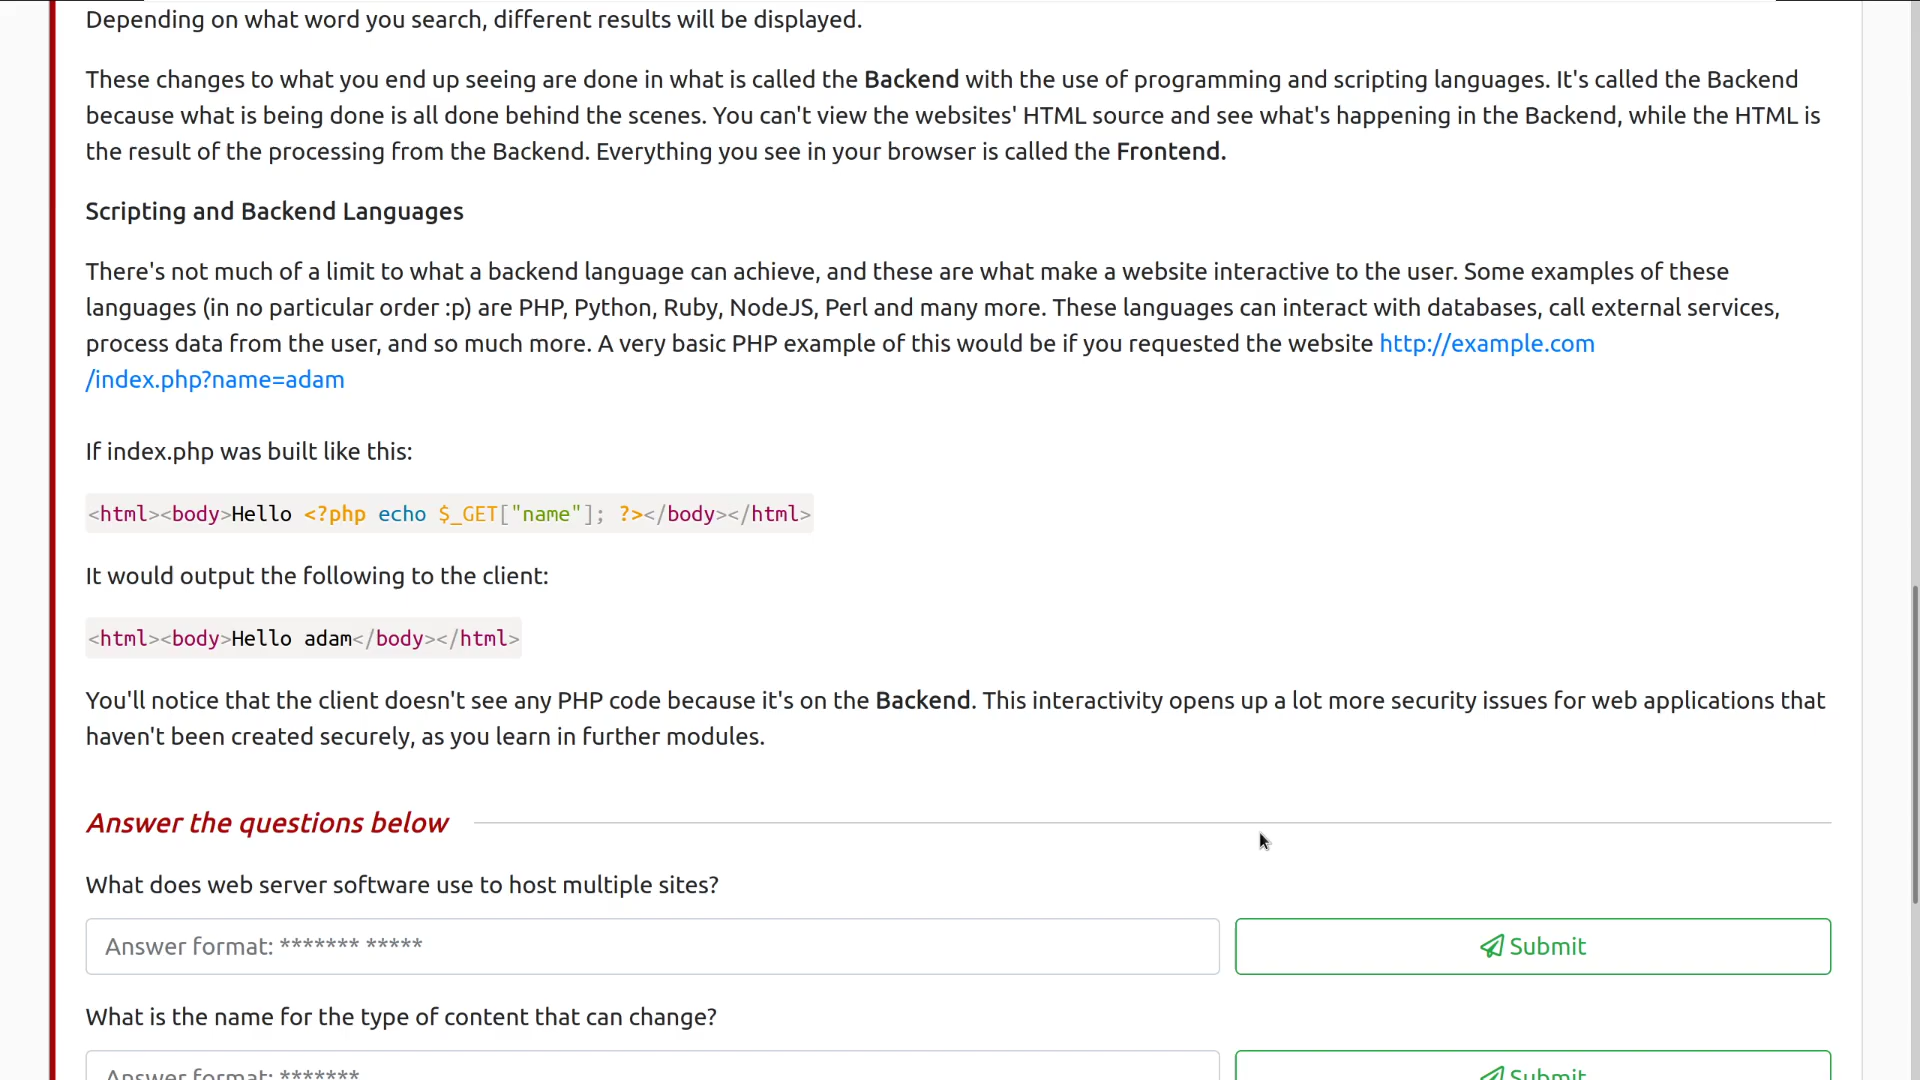 Depending on what word you search, different results will be displayed.
These changes to what you end up seeing are done in what is called the Backend with the use of programming and scripting languages. It's called the Backend
because what is being done is all done behind the scenes. You can't view the websites' HTML source and see what's happening in the Backend, while the HTML is
the result of the processing from the Backend. Everything you see in your browser is called the Frontend.
Scripting and Backend Languages
There's not much of a limit to what a backend language can achieve, and these are what make a website interactive to the user. Some examples of these
languages (in no particular order :p) are PHP, Python, Ruby, NodeJS, Perl and many more. These languages can interact with databases, call external services,
process data from the user, and so much more. A very basic PHP example of this would be if you requested the website http://example.com
/index.php?name=adam
If index.php was built like this:
<html><body>Hello <?php echo $_GET["name"]; ?></body></html>
It would output the following to the client:
<html><body>Hello adam</body></html>
You'll notice that the client doesn't see any PHP code because it's on the Backend. This interactivity opens up a lot more security issues for web applications that
haven't been created securely, as you learn in further modules.
Answer the questions below
What does web server software use to host multiple sites?
Answer format: ******* *****
Submit
What is the name for the type of content that can change?
Answer format: *******
Submit